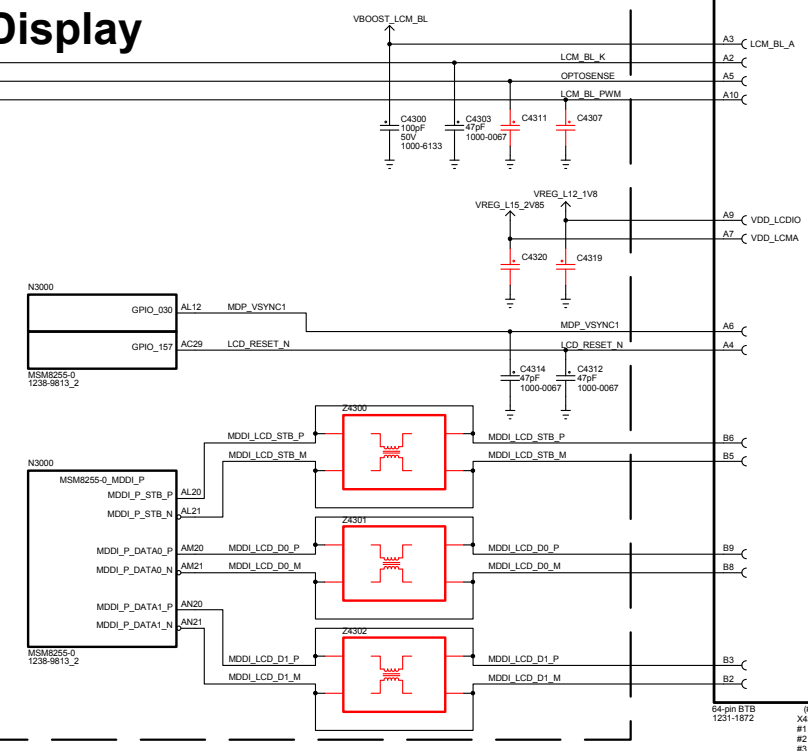 Display
VBOOST_LCM_BL
A3
LCM_BL_A
LCM_BL_K
A2
OPTOSENSE
A5
LCM_BL_PWM
A10
C4300
100pF
50V
1000-6133
C4303
47pF
1000-0067
C4311
C4307
VREG_L12_1V8
VREG_L15_2V85
A9
VDD_LCDIO
A7
VDD_LCMA
C4320
C4319
N3000
GPIO_030
AL12
MDP_VSYNC1
MDP_VSYNC1
A6
GPIO_157
AC29
LCD_RESET_N
LCD_RESET_N
A4
MSM8255-0
1238-9813_2
C4314
47pF
1000-0067
C4312
47pF
1000-0067
Z4300
MDDI_LCD_STB_P
MDDI_LCD_STB_P
B6
MDDI_LCD_STB_M
MDDI_LCD_STB_M
B5
N3000
MSM8255-0_MDDI_P
MDDI_P_STB_P
AL20
MDDI_P_STB_N
AL21
Z4301
MDDI_P_DATA0_P
AM20
MDDI_LCD_D0_P
MDDI_LCD_D0_P
B9
MDDI_P_DATA0_N
AM21
MDDI_LCD_D0_M
MDDI_LCD_D0_M
B8
MDDI_P_DATA1_P
AN20
MDDI_P_DATA1_N
AN21
Z4302
MDDI_LCD_D1_P
MDDI_LCD_D1_P
B3
MDDI_LCD_D1_M
MDDI_LCD_D1_M
B2
MSM8255-0
1238-9813_2
64-pin BTB
1231-1872
X4
#1
#2